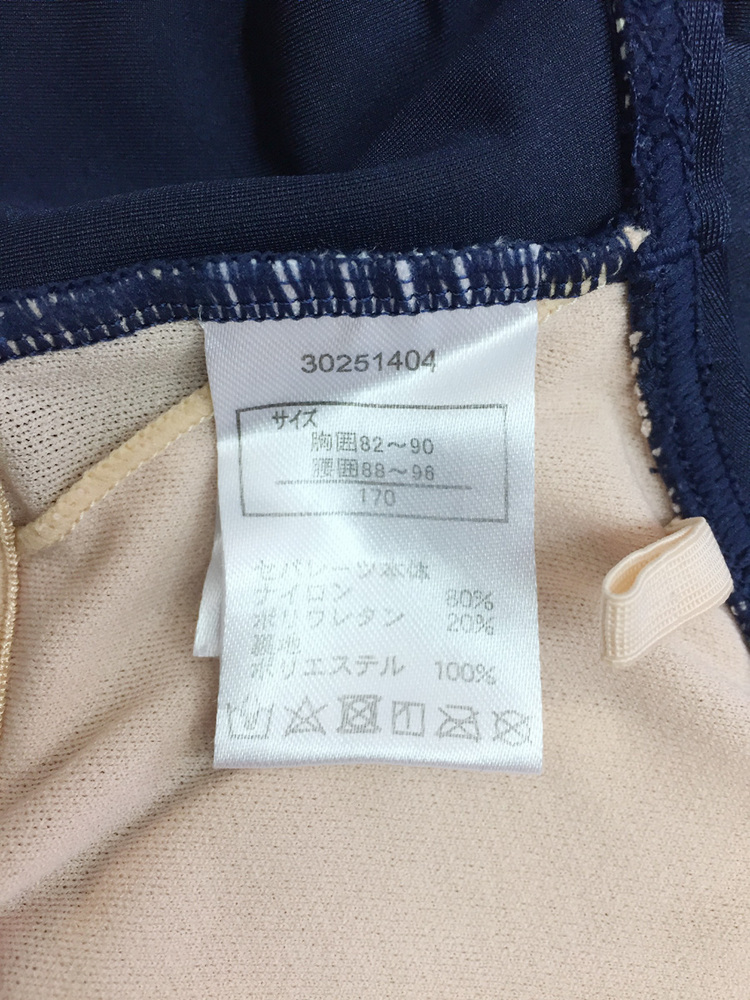 30251404
サイズ
胸囲82～90
腰囲88～96
170
セパレーツ本体
ナイロン 80%
ポリウレタン 20%
裏地
ポリエステル 100%